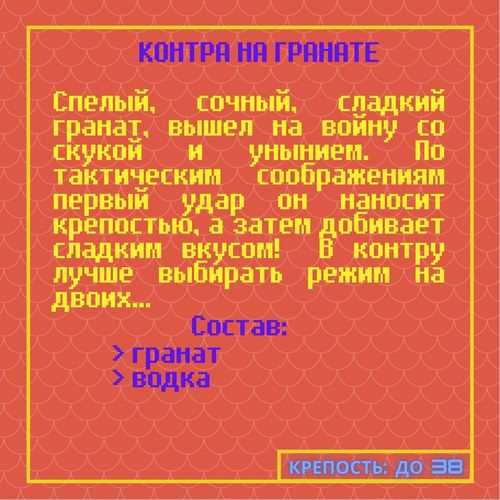 КОНТРА НА ГРАНАТЕ
Спелый, сочный, сладкий
гранат, вышел на войну со
скукой и унынием. По
тактическим соображениям
первый удар он наносит
крепостью, а затем добивает
сладким вкусом! В контру
лучше выбирать режим на
двоих...
Состав:
> гранат
> водка
КРЕПОСТЬ: ДО 38